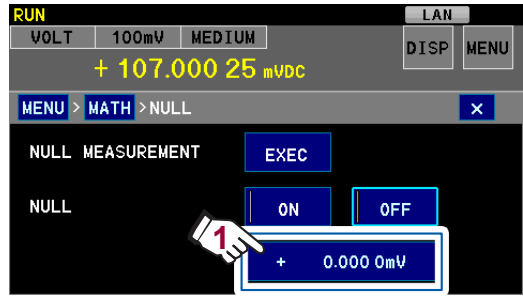 RUN LAN
VOLT 100mV MEDIUM DISP MENU
+ 107.000 25 mVDC
MENU > MATH > NULL ×
NULL MEASUREMENT EXEC
NULL ON OFF
1
+ 0.000 0mV